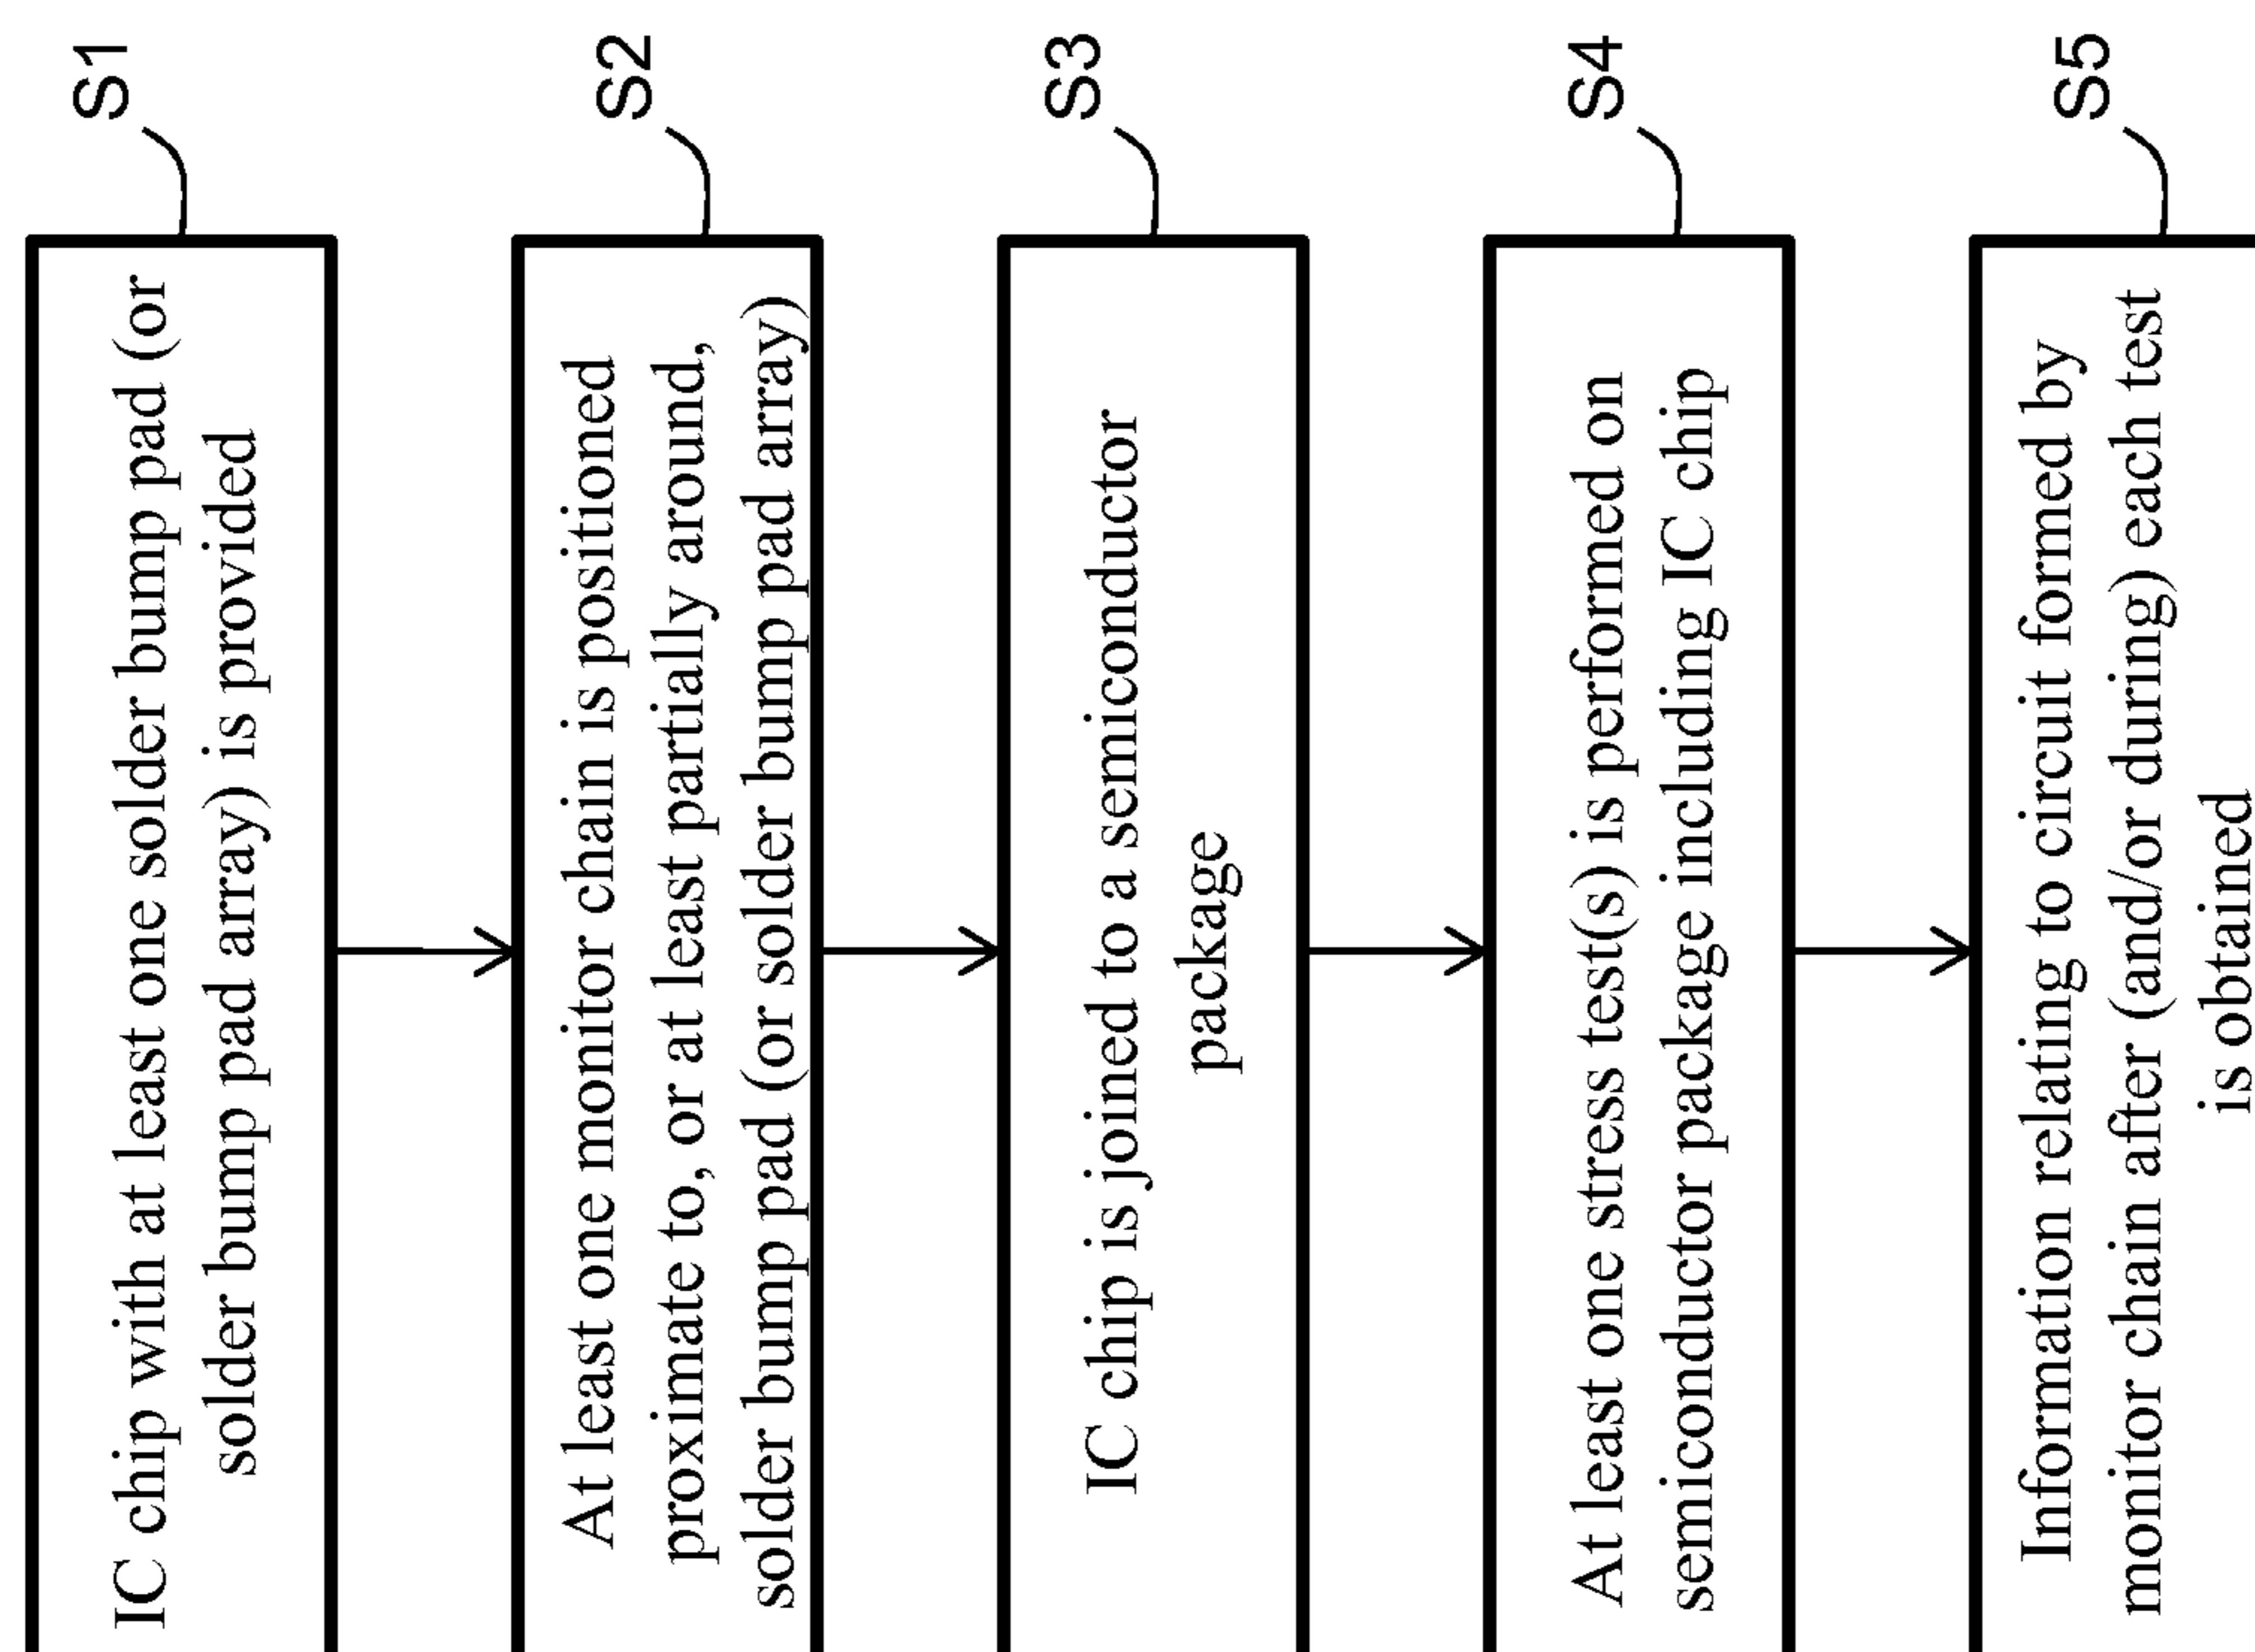 S1
IC chip with at least one solder bump pad (or
solder bump pad array) is provided
S2
At least one monitor chain is positioned
proximate to, or at least partially around,
solder bump pad (or solder bump pad array)
S3
IC chip is joined to a semiconductor
package
S4
At least one stress test(s) is performed on
semiconductor package including IC chip
S5
Information relating to circuit formed by
monitor chain after (and/or during) each test
is obtained